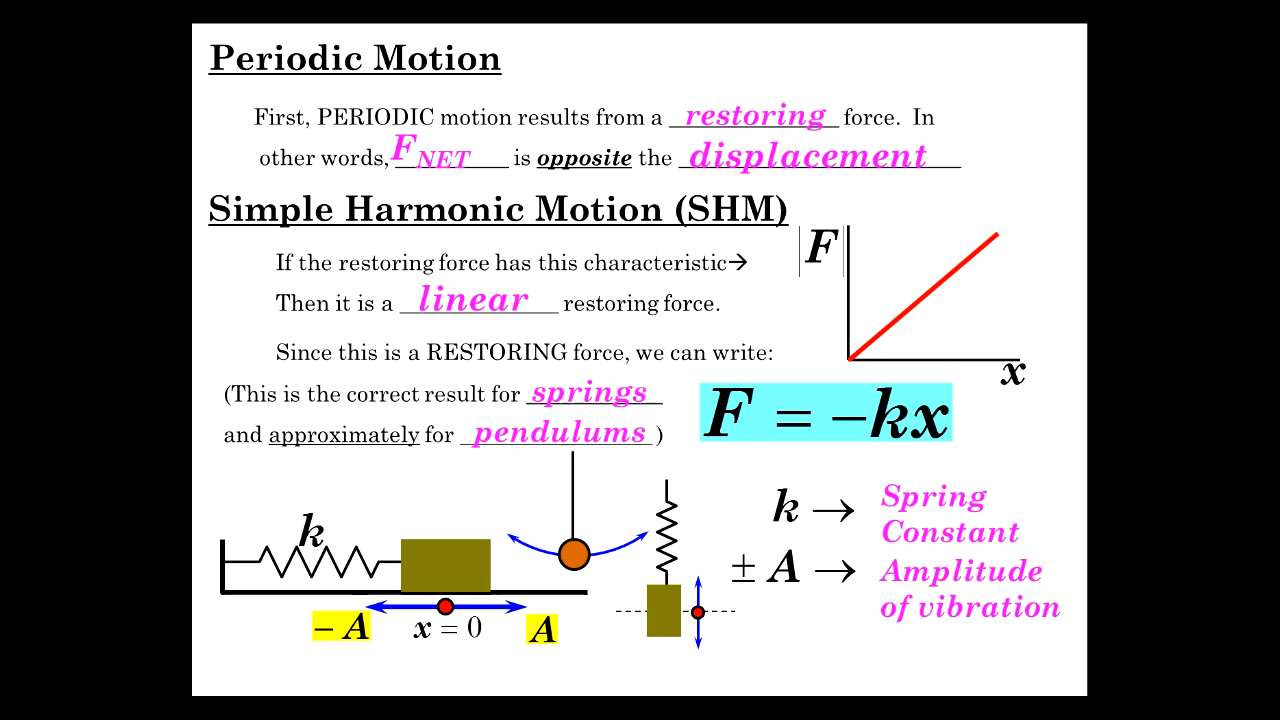 Periodic Motion
First, PERIODIC motion results from a restoring force. In
other words, F_NET is opposite the displacement
Simple Harmonic Motion (SHM)
|F|
If the restoring force has this characteristic→
Then it is a linear restoring force.
Since this is a RESTORING force, we can write:
x
(This is the correct result for springs
F = −kx
and approximately for pendulums)
k → Spring
Constant
± A → Amplitude
of vibration
k
− A x = 0 A